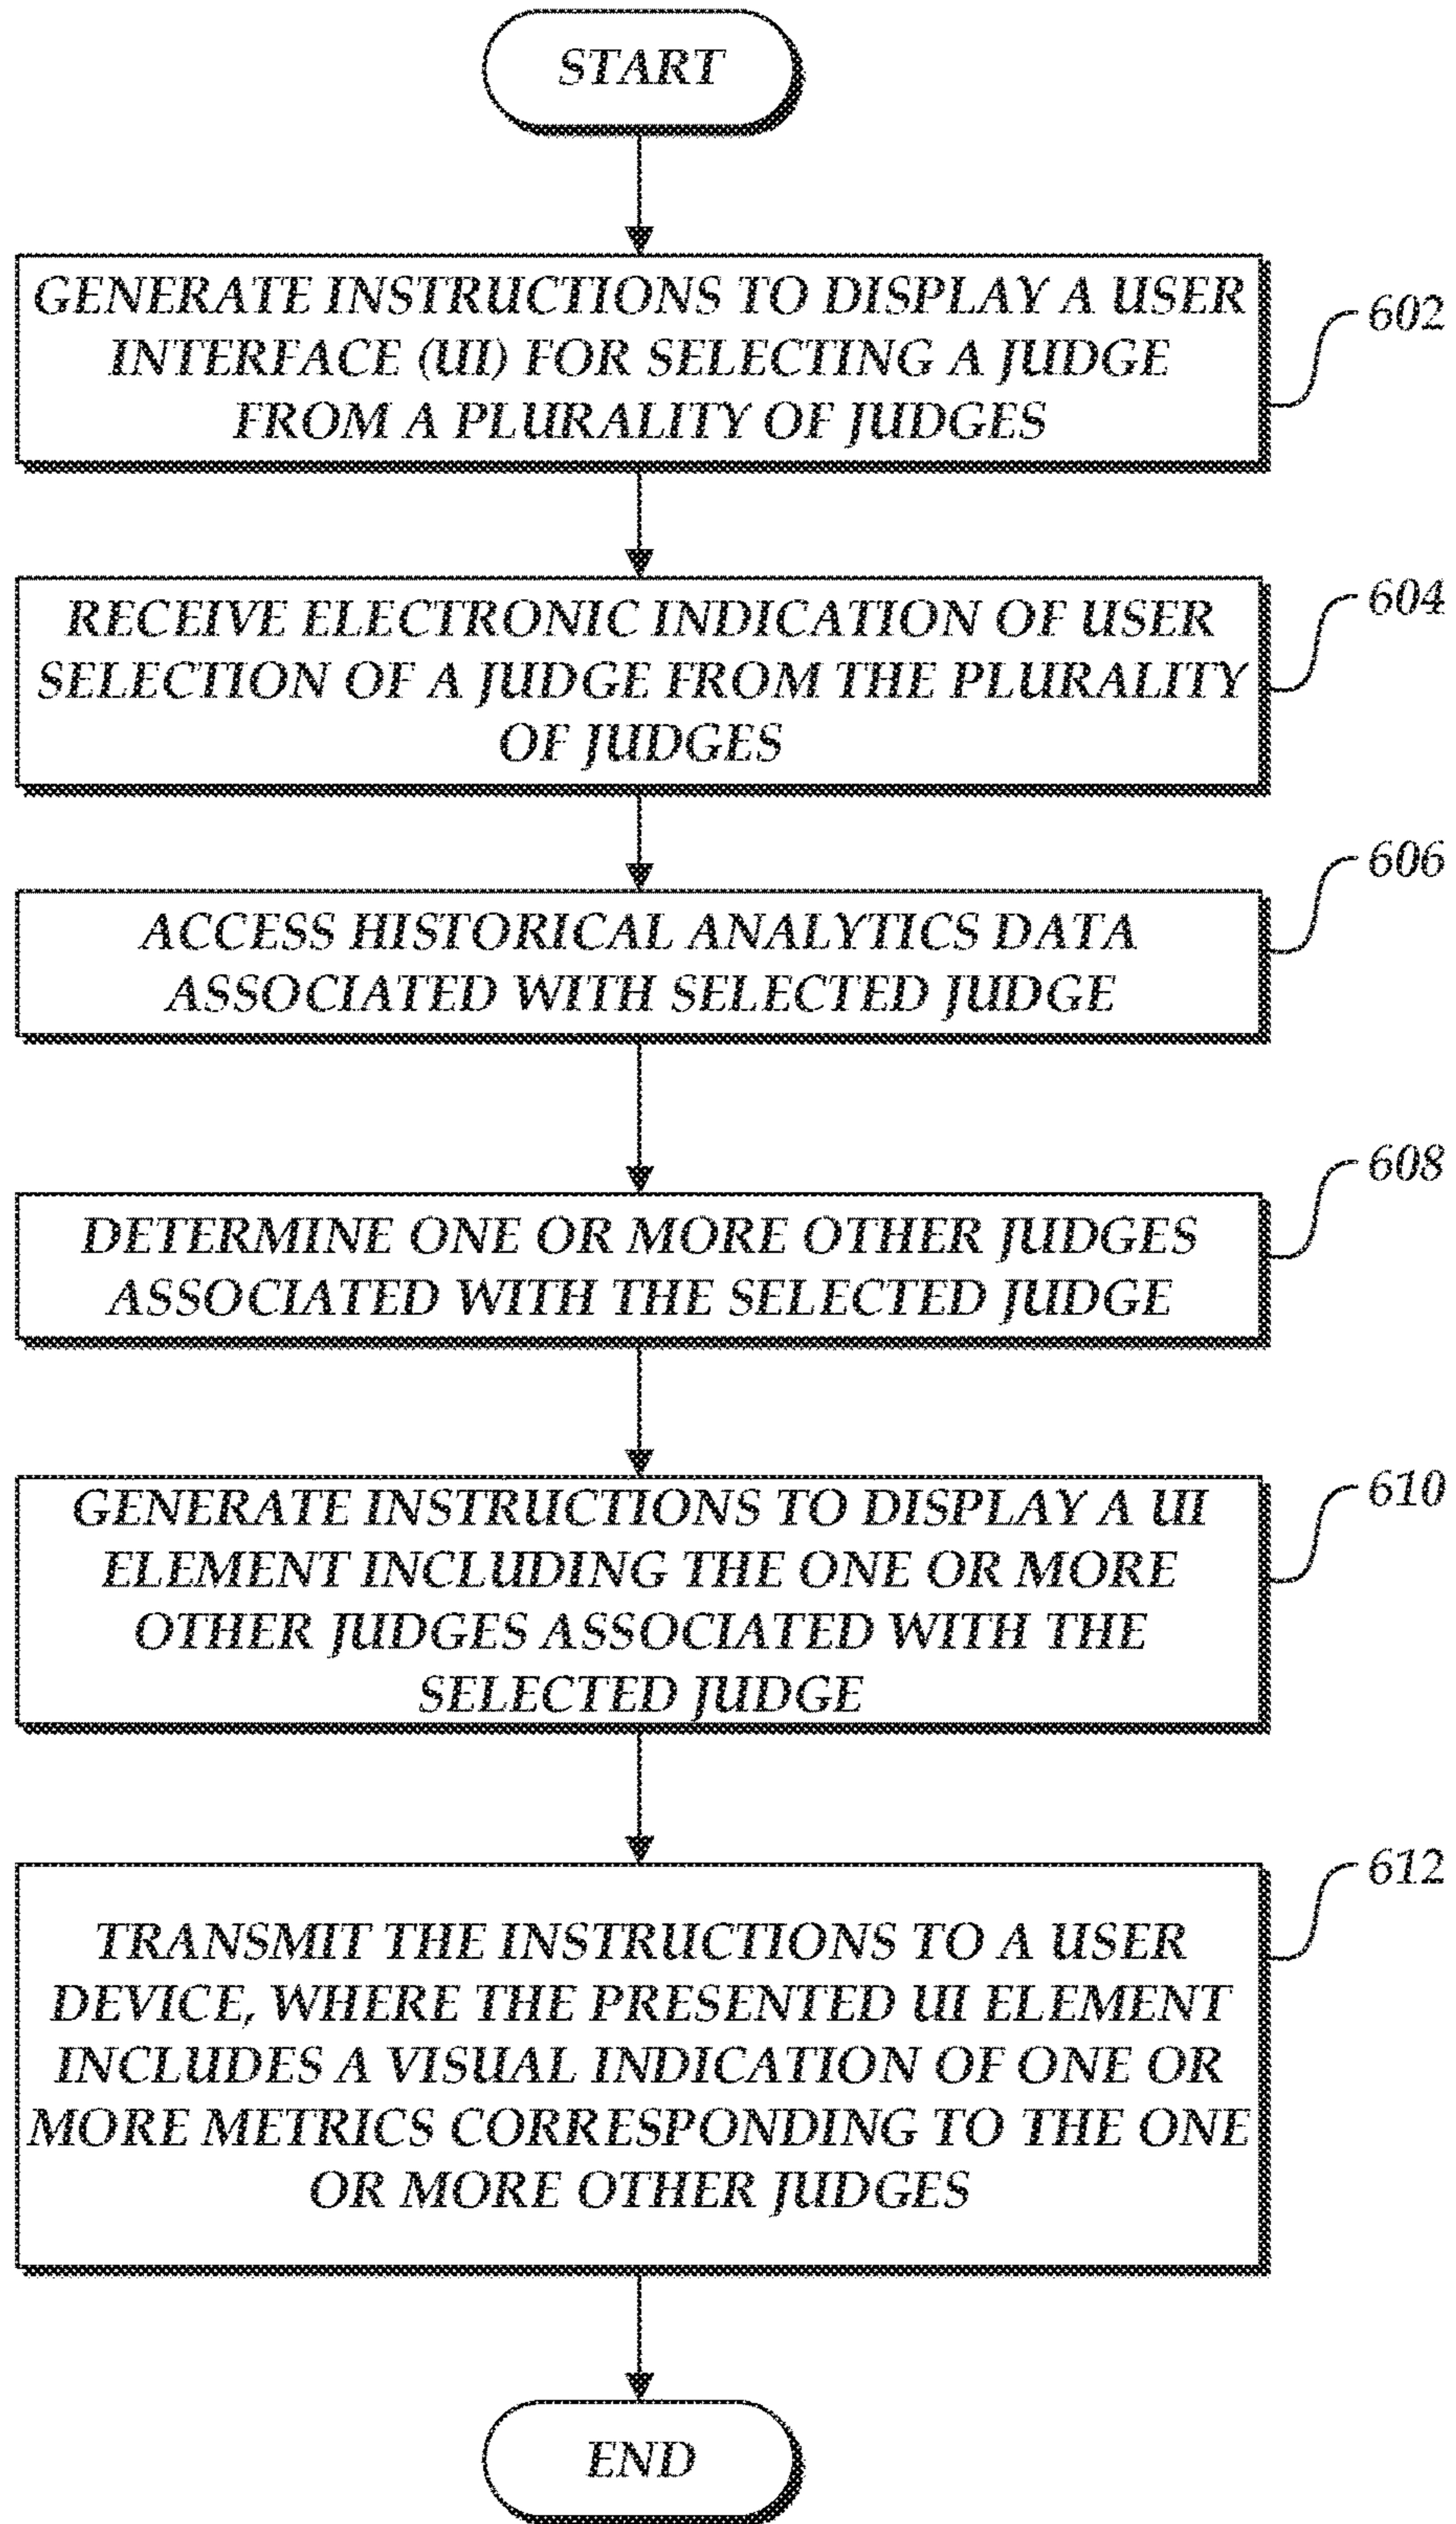 START
GENERATE INSTRUCTIONS TO DISPLAY A USER
INTERFACE (UI) FOR SELECTING A JUDGE
FROM A PLURALITY OF JUDGES
602
RECEIVE ELECTRONIC INDICATION OF USER
SELECTION OF A JUDGE FROM THE PLURALITY
OF JUDGES
604
ACCESS HISTORICAL ANALYTICS DATA
ASSOCIATED WITH SELECTED JUDGE
606
DETERMINE ONE OR MORE OTHER JUDGES
ASSOCIATED WITH THE SELECTED JUDGE
608
GENERATE INSTRUCTIONS TO DISPLAY A UI
ELEMENT INCLUDING THE ONE OR MORE
OTHER JUDGES ASSOCIATED WITH THE
SELECTED JUDGE
610
TRANSMIT THE INSTRUCTIONS TO A USER
DEVICE, WHERE THE PRESENTED UI ELEMENT
INCLUDES A VISUAL INDICATION OF ONE OR
MORE METRICS CORRESPONDING TO THE ONE
OR MORE OTHER JUDGES
612
END